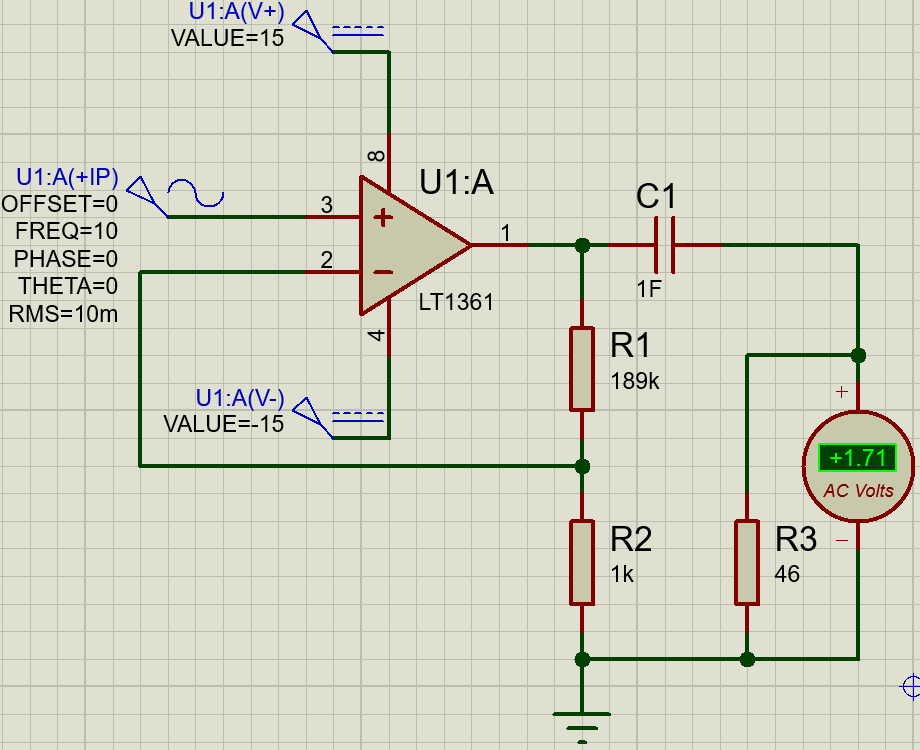 U1:A(V+)
VALUE=15
8
U1:A(+IP)
OFFSET=0
FREQ=10
PHASE=0
THETA=0
RMS=10m
3
+
2
−
U1:A
1
LT1361
4
C1
1F
U1:A(V-)
VALUE=-15
R1
189k
+
+1.71
AC Volts
−
R2
1k
R3
46